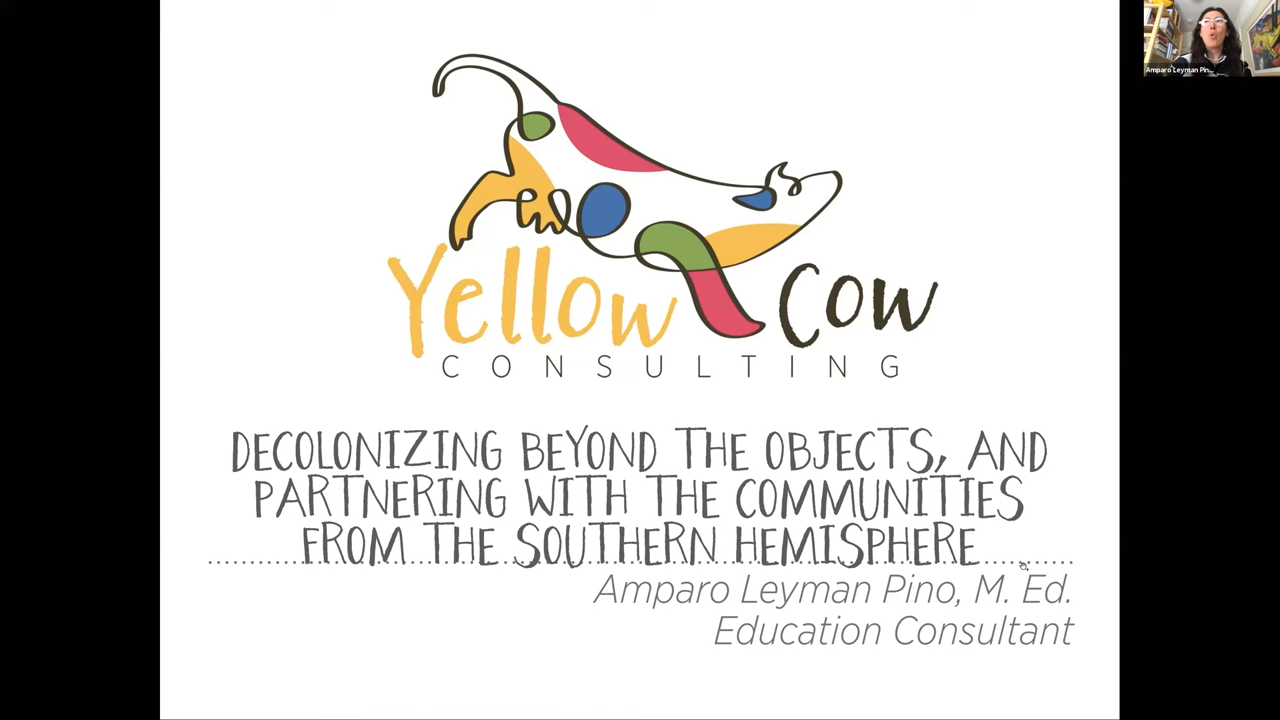 Amparo Leyman Pin...
Yellow Cow
CONSULTING
DECOLONIZING BEYOND THE OBJECTS, AND
PARTNERING WITH THE COMMUNITIES
FROM THE SOUTHERN HEMISPHERE
Amparo Leyman Pino, M. Ed.
Education Consultant